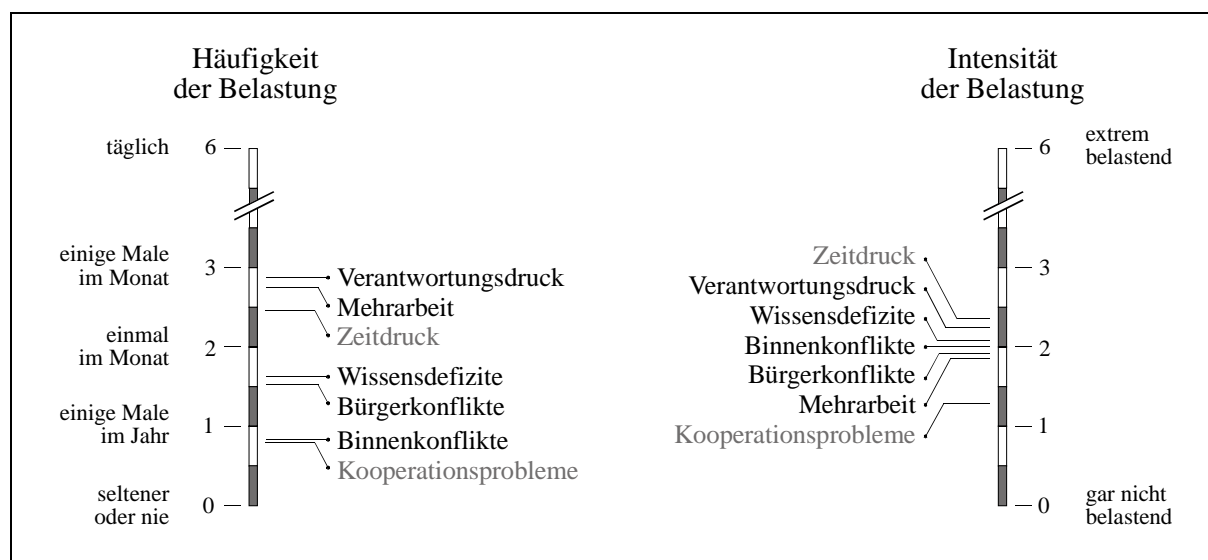 Häufigkeit
der Belastung
täglich
6
einige Male
im Monat
3
Verantwortungsdruck
Mehrarbeit
Zeitdruck
einmal
im Monat
2
Wissensdefizite
Bürgerkonflikte
einige Male
im Jahr
1
Binnenkonflikte
Kooperationsprobleme
seltener
oder nie
0
Intensität
der Belastung
6
extrem
belastend
Zeitdruck
3
Verantwortungsdruck
Wissensdefizite
Binnenkonflikte
2
Bürgerkonflikte
Mehrarbeit
1
Kooperationsprobleme
0
gar nicht
belastend